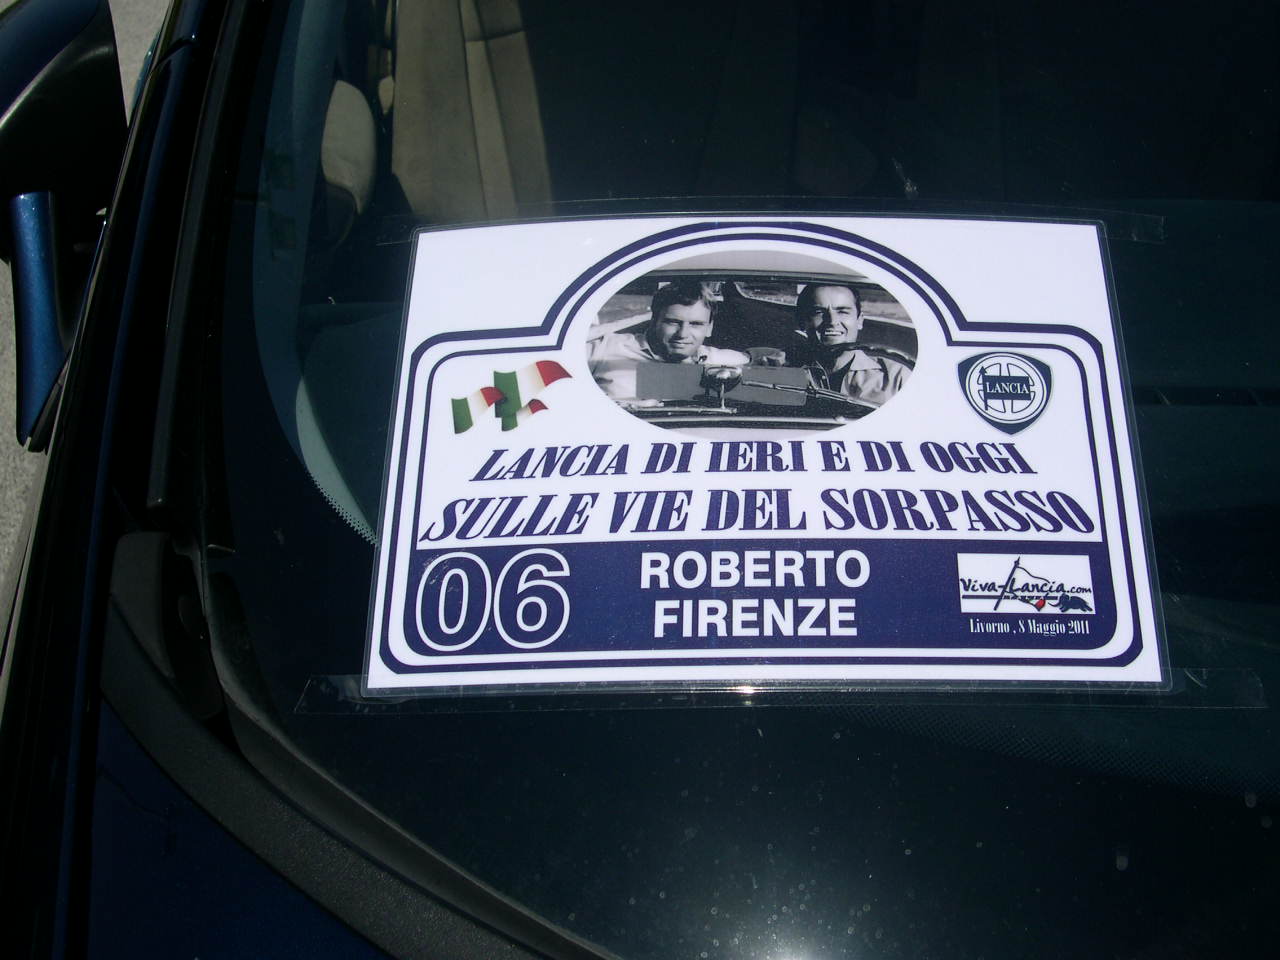 LANCIA
LANCIA DI IERI E DI OGGI
SULLE VIE DEL SORPASSO
06
ROBERTO
FIRENZE
Viva-Lancia.com
Livorno , 8 Maggio 2011